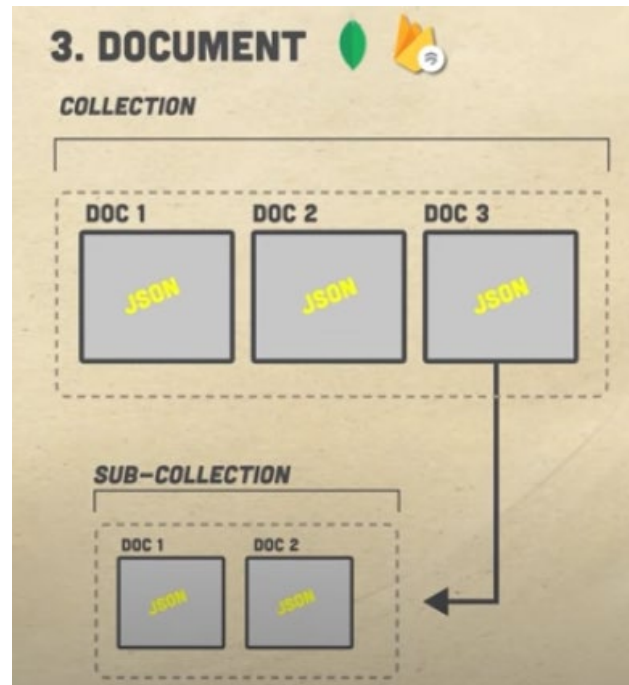 3. DOCUMENT
COLLECTION
DOC 1 DOC 2 DOC 3
JSON JSON JSON
SUB-COLLECTION
DOC 1 DOC 2
JSON JSON